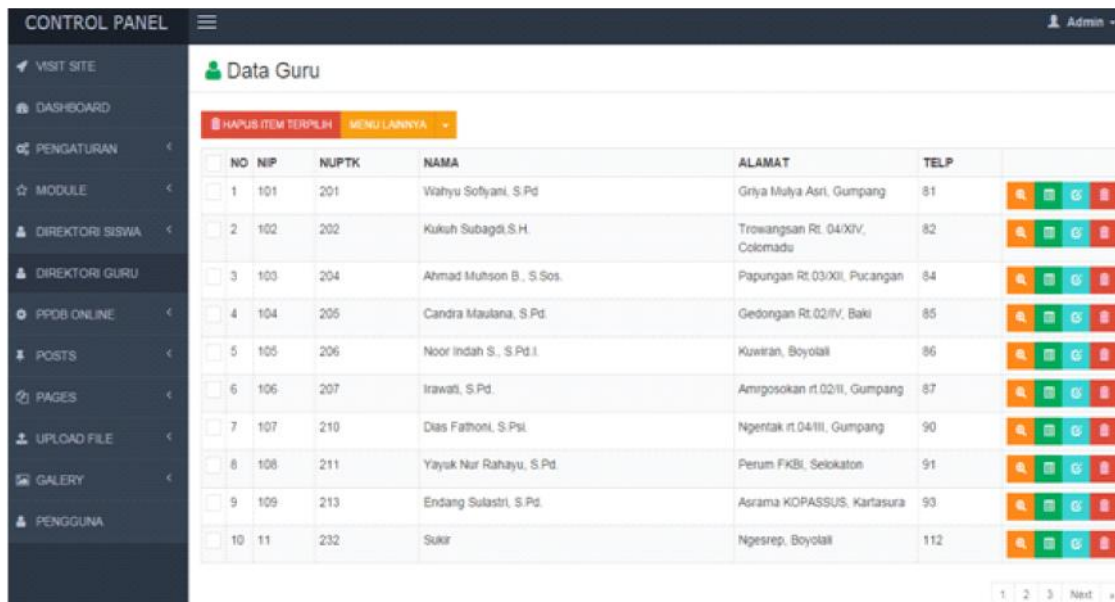 CONTROL PANEL
Admin
VISIT SITE
DASHBOARD
PENGATURAN
MODULE
DIREKTORI SISWA
DIREKTORI GURU
PPDB ONLINE
POSTS
PAGES
UPLOAD FILE
GALERY
PENGGUNA
Data Guru
HAPUS ITEM TERPILIH MENU LAINNYA
NO NIP NUPTK NAMA ALAMAT TELP
1 101 201 Wahyu Sofiyani, S.Pd Griya Mulya Asri, Gumpang 81
2 102 202 Kukuh Subagdi,S.H. Trowangsan Rt. 04/XIV, 82
Colomadu
3 103 204 Ahmad Muhson B., S.Sos. Papungan Rt.03/XII, Pucangan 84
4 104 205 Candra Maulana, S.Pd. Gedongan Rt.02/IV, Baki 85
5 105 206 Noor Indah S., S.Pd.I. Kuwiran, Boyolali 86
6 106 207 Irawati, S.Pd. Amrgosokan rt.02/II, Gumpang 87
7 107 210 Dias Fathoni, S.Psi. Ngentak rt.04/III, Gumpang 90
8 108 211 Yayuk Nur Rahayu, S.Pd. Perum FKBI, Selokaton 91
9 109 213 Endang Sulastri, S.Pd. Asrama KOPASSUS, Kartasura 93
10 11 232 Sukir Ngesrep, Boyolali 112
1 2 3 Next »